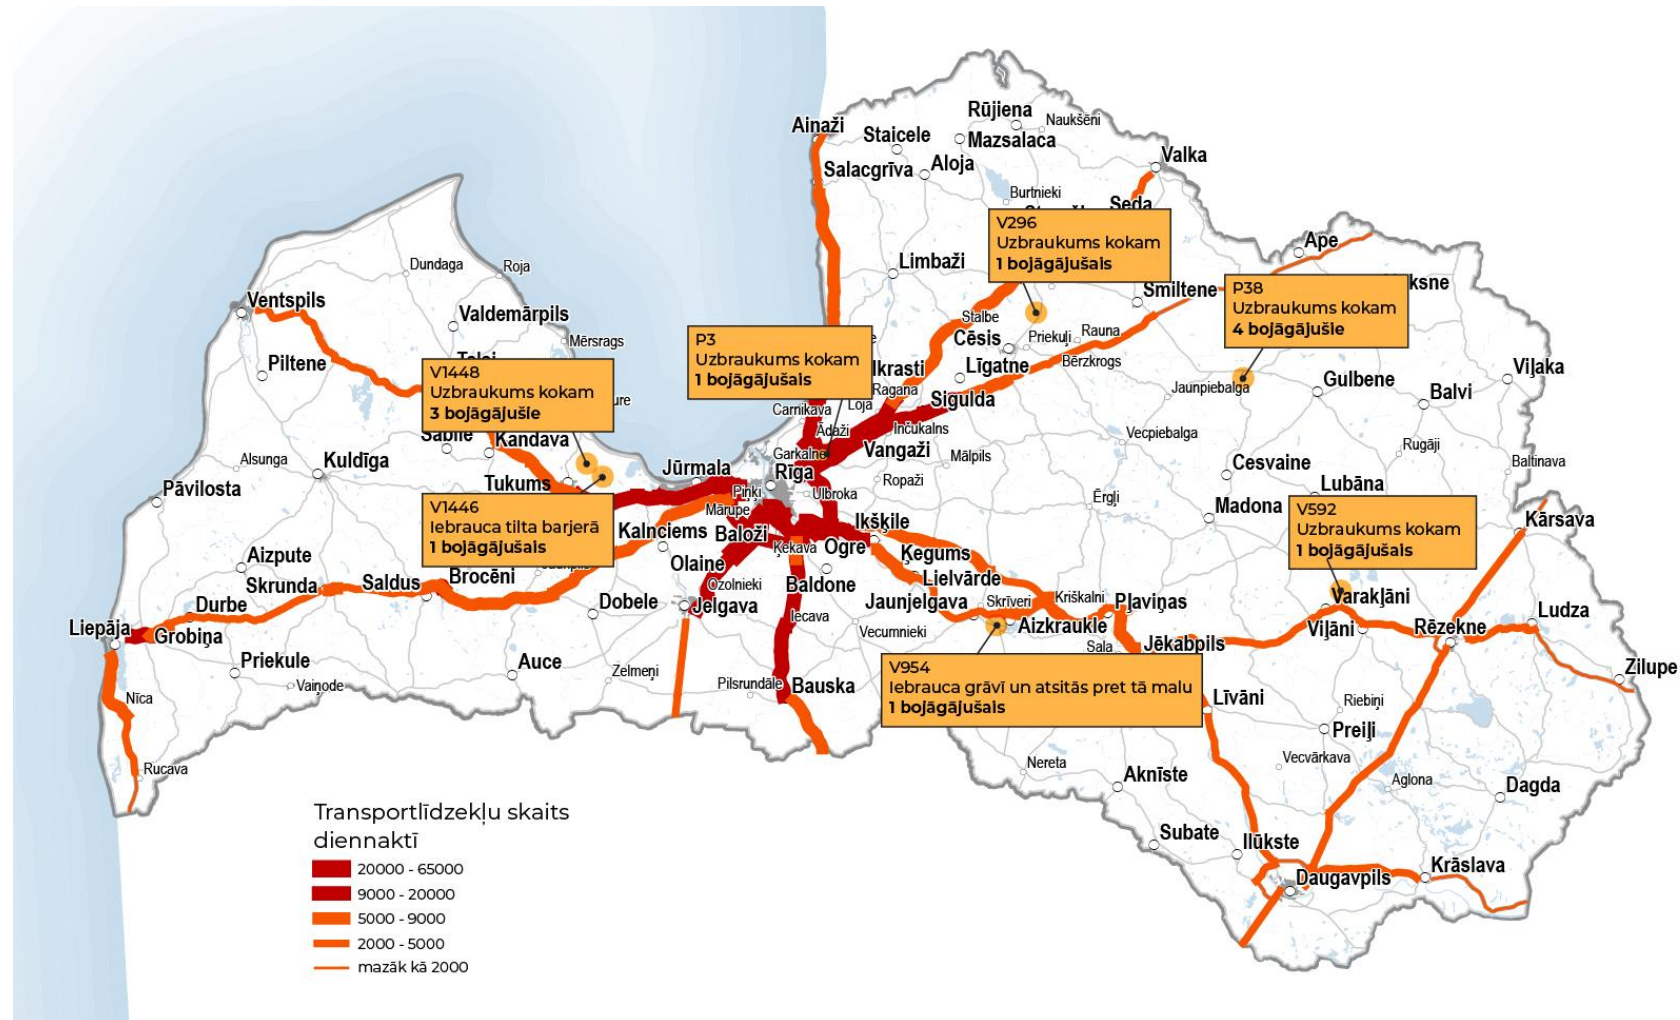 Ainaži
Staicele
Rūjiena
Naukšēni
Mazsalaca
Salacgrīva
Aloja
Valka
Burtnieki
Seda
V296
Uzbraukums kokam
1 bojāgājušais
Ape
Dundaga
Roja
Limbaži
Smiltene
P38
Uzbraukums kokam
4 bojāgājušie
Ventspils
Valdemārpils
Mērsrags
Stalbe
Cēsis
Priekuļi
Rauna
P3
Uzbraukums kokam
1 bojāgājušais
Piltene
Līgatne
Bērzkrogs
Jaunpiebalga
Gulbene
Balvi
Viļaka
V1448
Uzbraukums kokam
3 bojāgājušie
Ragana
Sigulda
Carnikava
Loja
Ādaži
Inčukalns
Vecpiebalga
Rugāji
Sabile
Kandava
Garkalne
Vangaži
Mālpils
Baltinava
Alsunga
Kuldīga
Jūrmala
Rīga
Cesvaine
Lubāna
Pāvilosta
Tukums
Piņķi
Ulbroka
Ropaži
Ērgļi
Madona
V1446
Iebrauca tilta barjerā
1 bojāgājušais
Mārupe
V592
Uzbraukums kokam
1 bojāgājušais
Kārsava
Kalnciems
Baloži
Ikšķile
Ķekava
Ogre
Ķegums
Aizpute
Skrunda
Saldus
Brocēni
Olaine
Ozolnieki
Baldone
Lielvārde
Durbe
Dobele
Jelgava
Jaunjelgava
Skrīveri
Kriškalni
Pļaviņas
Varakļāni
Ludza
Liepāja
Grobiņa
Iecava
Vecumnieki
Aizkraukle
Viļāni
Rēzekne
Sala
Jēkabpils
Priekule
Vaiņode
Auce
Zelmeņi
Pilsrundāle
Bauska
V954
Iebrauca grāvī un atsitās pret tā malu
1 bojāgājušais
Zilupe
Nīca
Līvāni
Riebiņi
Preiļi
Rucava
Nereta
Aknīste
Vecvārkava
Aglona
Dagda
Transportlīdzekļu skaits
diennaktī
20000 - 65000
9000 - 20000
5000 - 9000
2000 - 5000
mazāk kā 2000
Subate
Ilūkste
Daugavpils
Krāslava